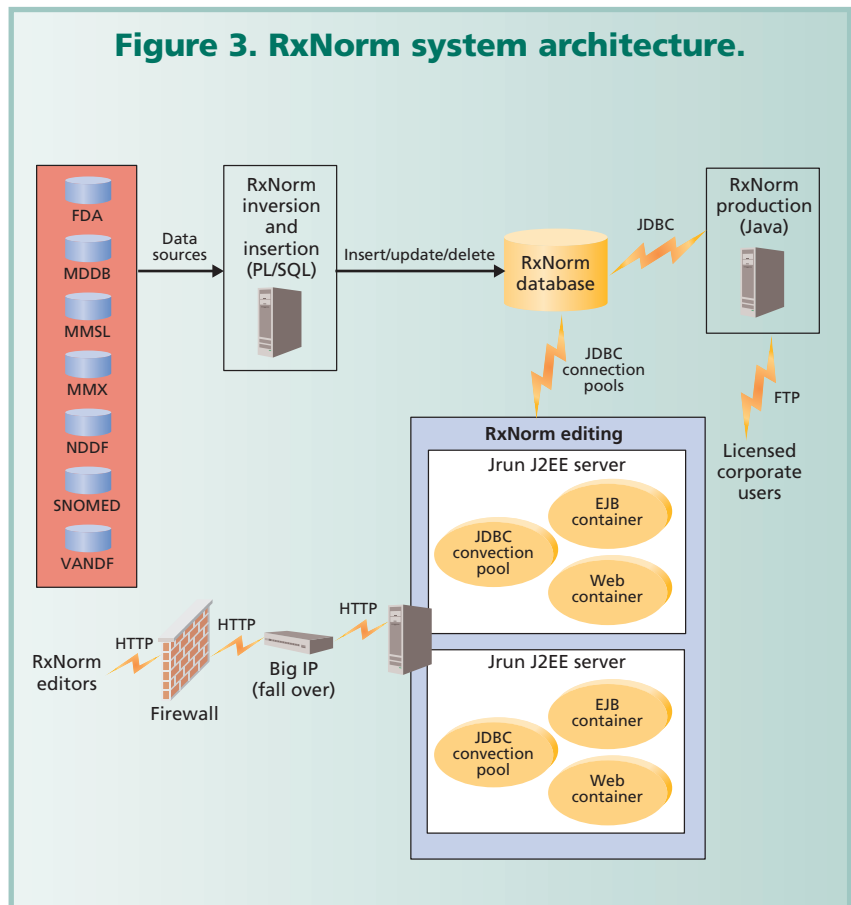 Figure 3. RxNorm system architecture.
FDA
MDDB
MMSL
MMX
NDDF
SNOMED
VANDF
Data
sources
RxNorm
inversion
and
insertion
(PL/SQL)
Insert/update/delete
RxNorm
database
JDBC
RxNorm
production
(Java)
JDBC
connection
pools
FTP
Licensed
corporate
users
RxNorm editing
Jrun J2EE server
EJB
container
JDBC
convection
pool
Web
container
RxNorm
editors
HTTP
Firewall
HTTP
Big IP
(fall over)
HTTP
Jrun J2EE server
EJB
container
JDBC
convection
pool
Web
container